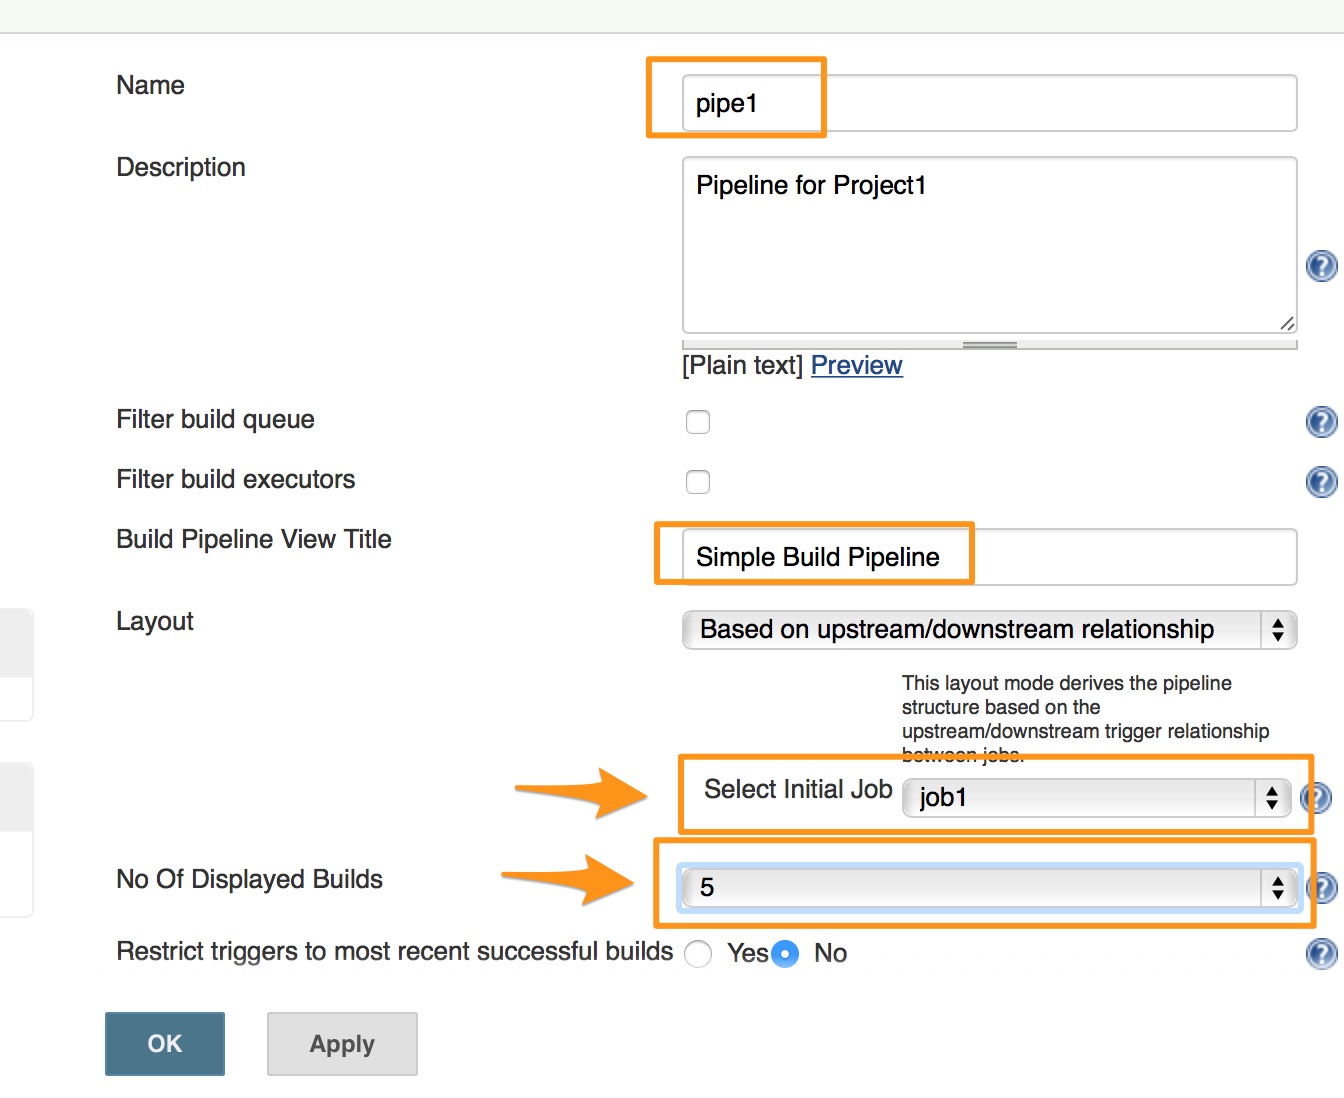 Name
pipe1
Description
Pipeline for Project1
[Plain text] Preview
Filter build queue
Filter build executors
Build Pipeline View Title
Simple Build Pipeline
Layout
Based on upstream/downstream relationship
This layout mode derives the pipeline
structure based on the
upstream/downstream trigger relationship
between jobs.
Select Initial Job job1
No Of Displayed Builds
5
Restrict triggers to most recent successful builds Yes No
OK Apply